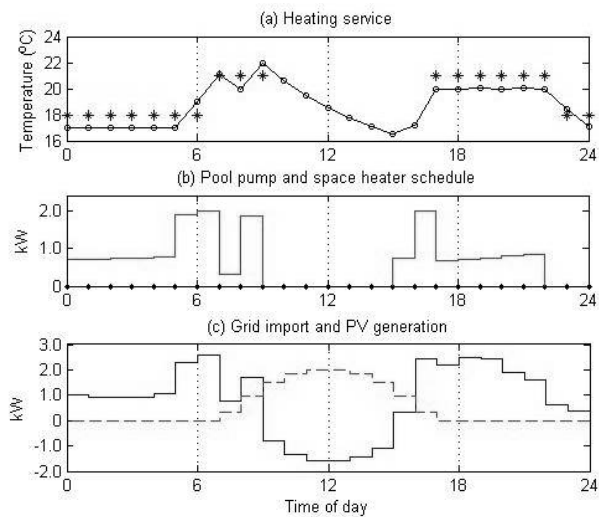 (a) Heating service
Temperature (°C)
24
22
20
18
16
0 6 12 18 24
(b) Pool pump and space heater schedule
kW
2.0
1.0
0
0 6 12 18 24
(c) Grid import and PV generation
kW
3.0
2.0
1.0
0
-1.0
-2.0
0 6 12 18 24
Time of day